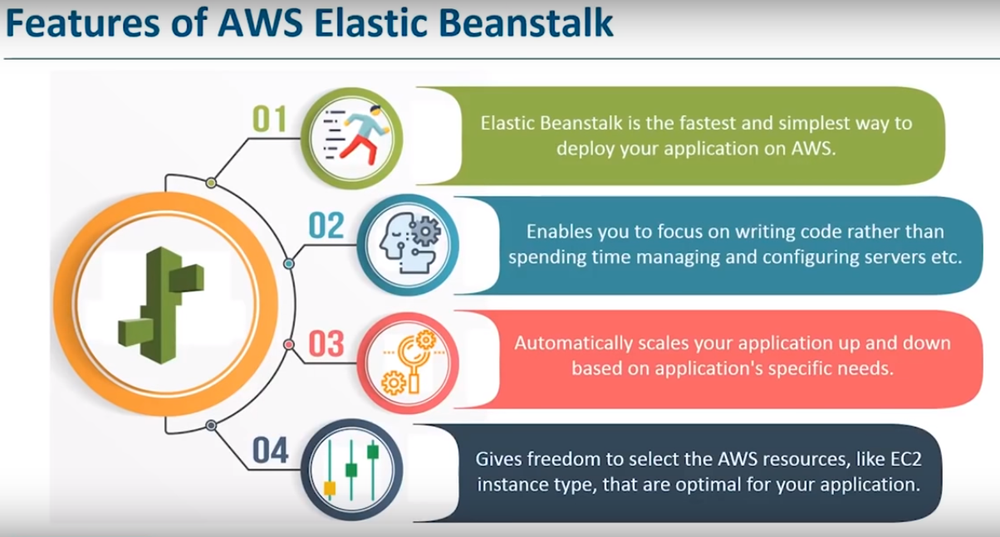 Features of AWS Elastic Beanstalk
01
Elastic Beanstalk is the fastest and simplest way to
deploy your application on AWS.
02
Enables you to focus on writing code rather than
spending time managing and configuring servers etc.
03
Automatically scales your application up and down
based on application's specific needs.
04
Gives freedom to select the AWS resources, like EC2
instance type, that are optimal for your application.